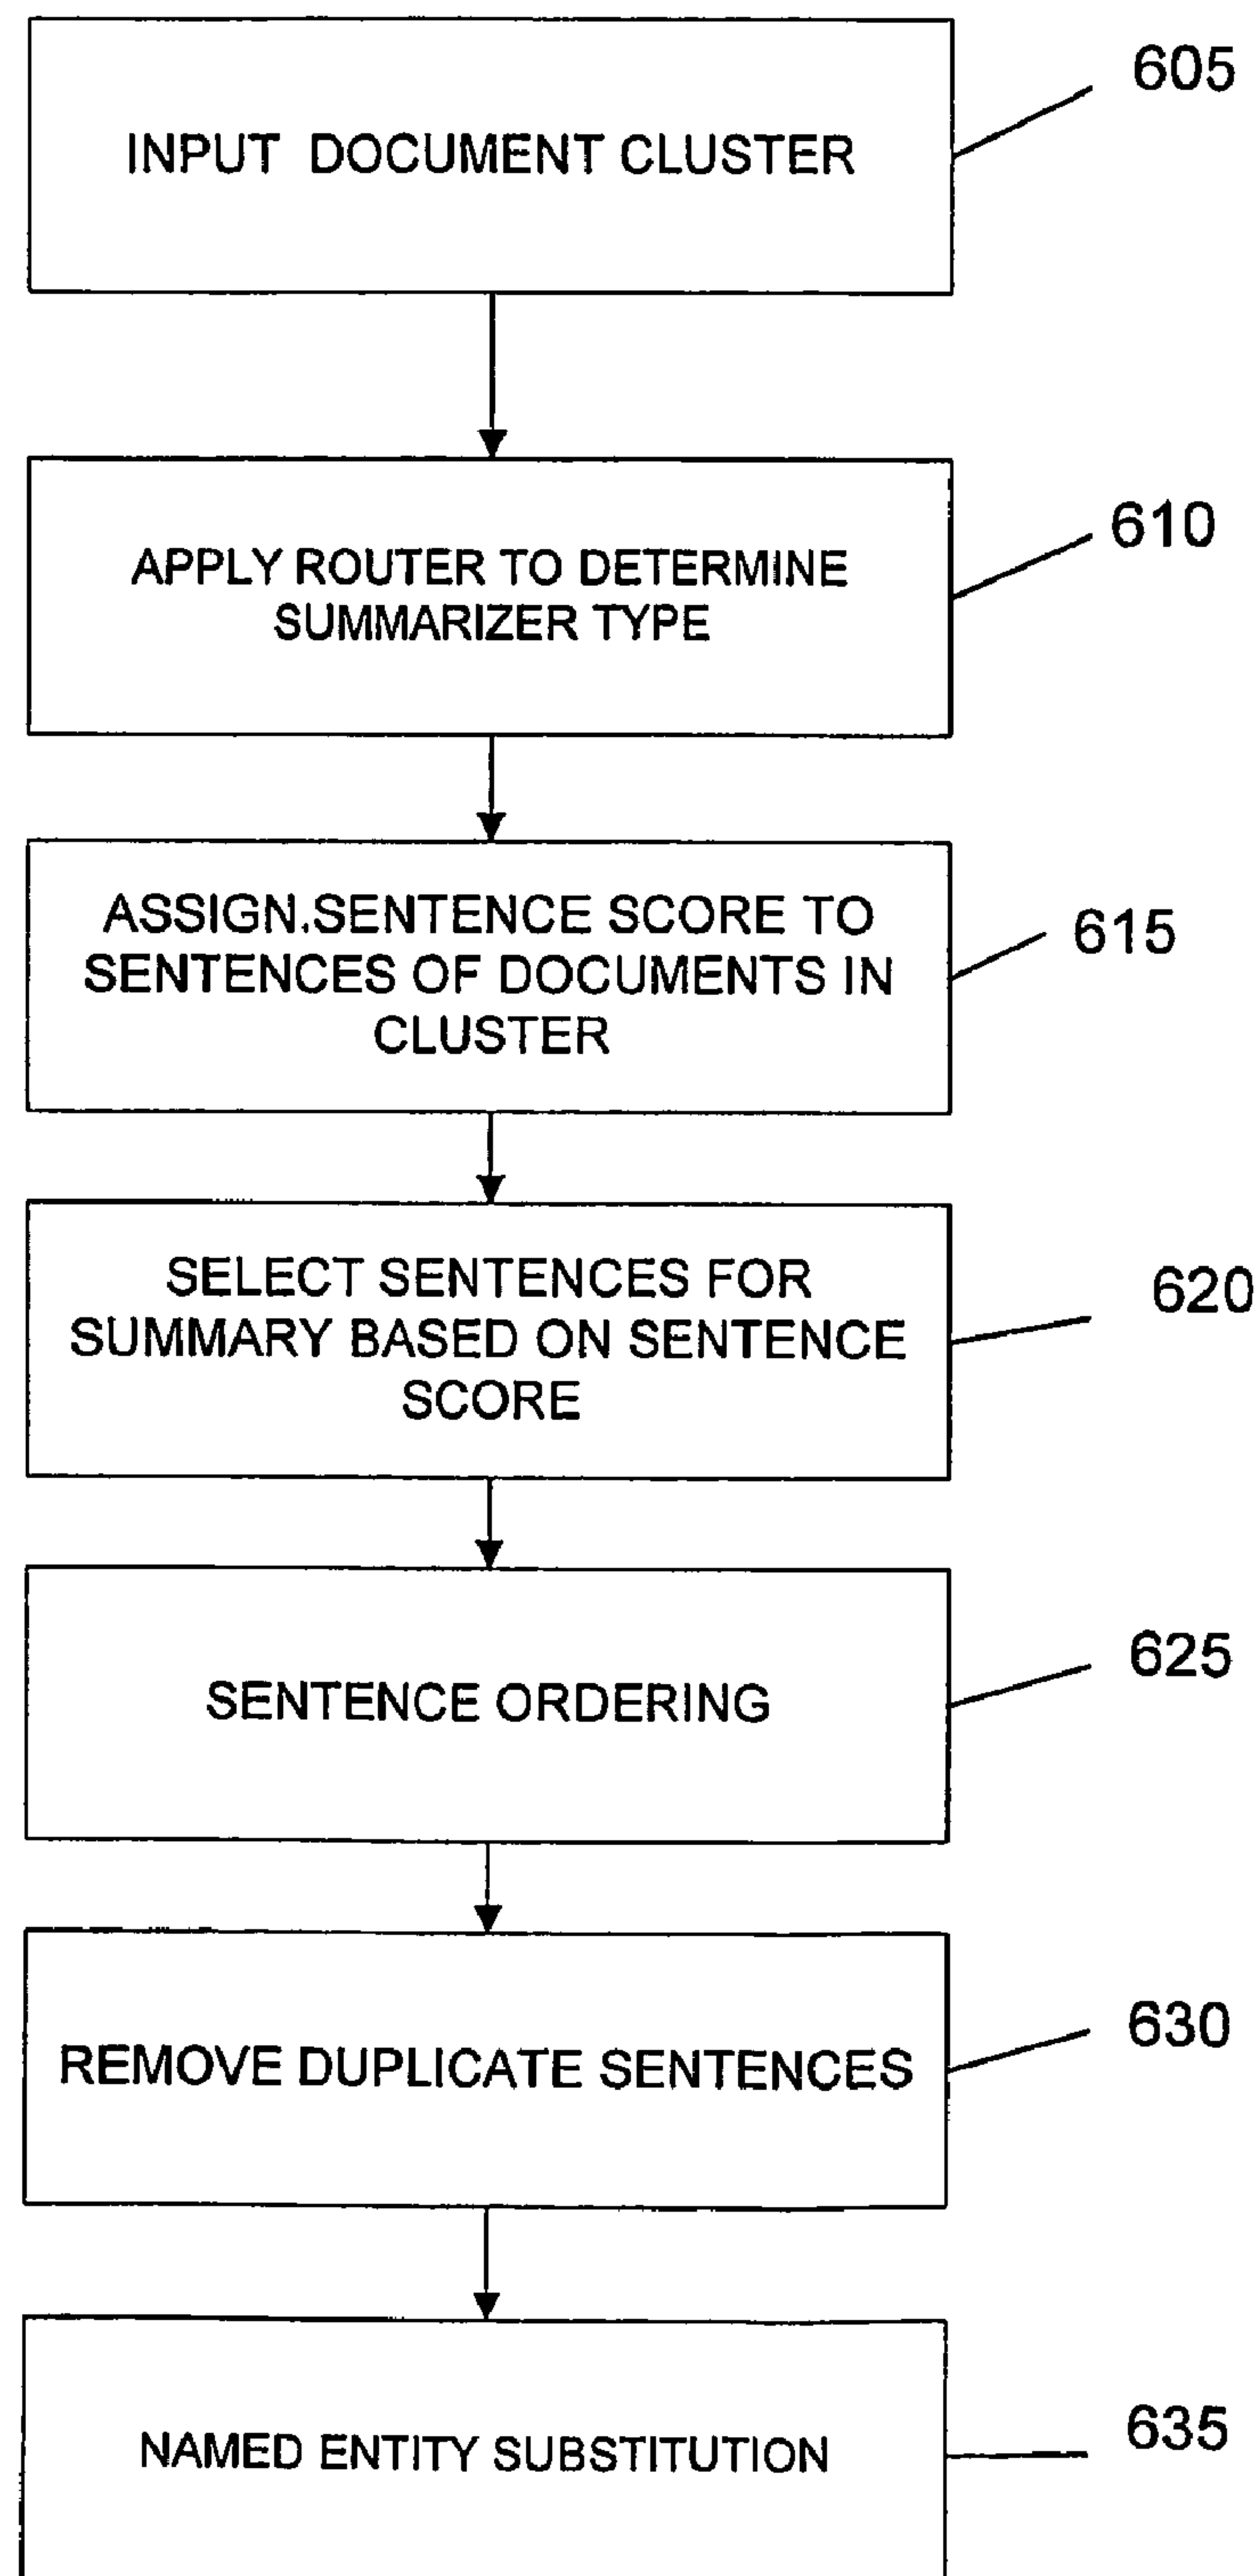 605
INPUT DOCUMENT CLUSTER
610
APPLY ROUTER TO DETERMINE
SUMMARIZER TYPE
615
ASSIGN.SENTENCE SCORE TO
SENTENCES OF DOCUMENTS IN
CLUSTER
620
SELECT SENTENCES FOR
SUMMARY BASED ON SENTENCE
SCORE
625
SENTENCE ORDERING
630
REMOVE DUPLICATE SENTENCES
635
NAMED ENTITY SUBSTITUTION